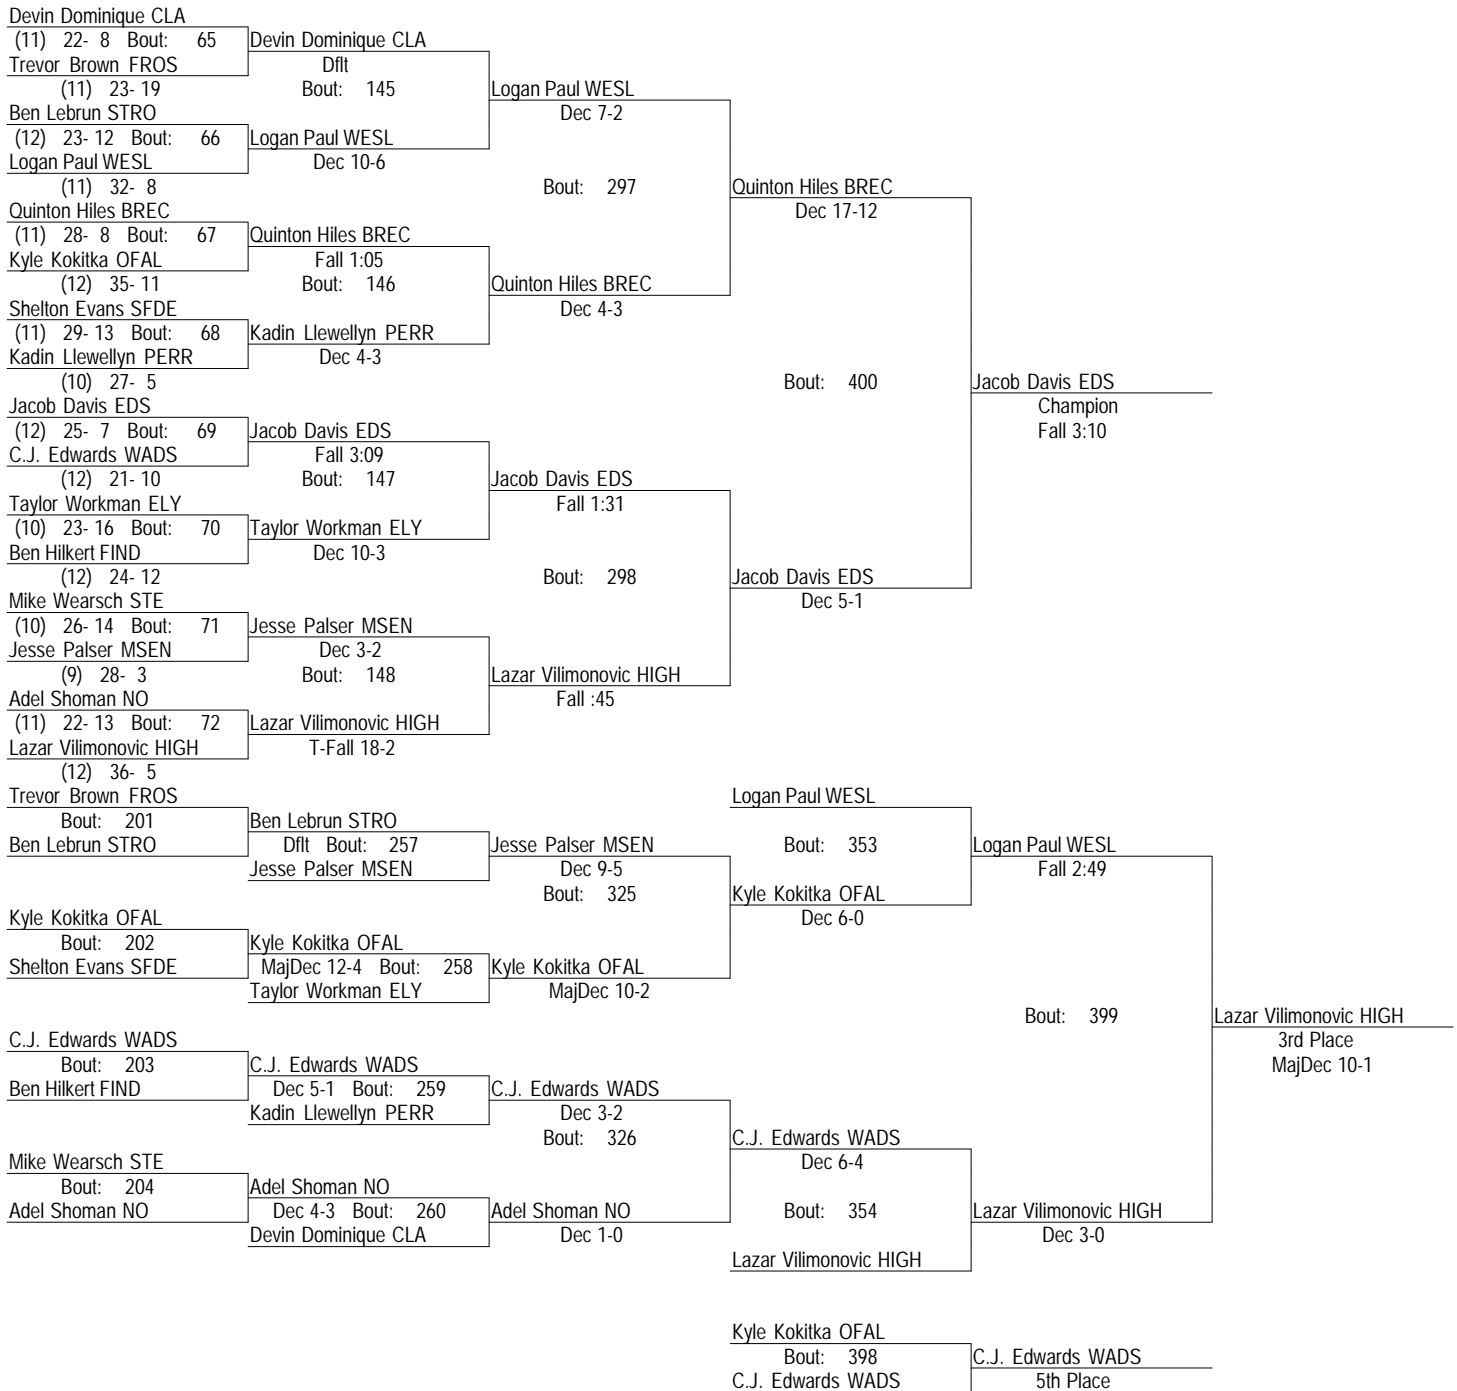 Devin Dominique CLA
(11) 22- 8 Bout: 65 Devin Dominique CLA
Trevor Brown FROS Dflt
(11) 23- 19 Bout: 145 Logan Paul WESL
Ben Lebrun STRO Dec 7-2
(12) 23- 12 Bout: 66 Logan Paul WESL
Logan Paul WESL Dec 10-6
(11) 32- 8 Bout: 297 Quinton Hiles BREC
Quinton Hiles BREC Dec 17-12
(11) 28- 8 Bout: 67 Quinton Hiles BREC
Kyle Kokitka OFAL Fall 1:05
(12) 35- 11 Bout: 146 Quinton Hiles BREC
Shelton Evans SFDE Dec 4-3
(11) 29- 13 Bout: 68 Kadin Llewellyn PERR
Kadin Llewellyn PERR Dec 4-3
(10) 27- 5 Bout: 400 Jacob Davis EDS
Jacob Davis EDS Champion
(12) 25- 7 Bout: 69 Jacob Davis EDS Fall 3:10
C.J. Edwards WADS Fall 3:09
(12) 21- 10 Bout: 147 Jacob Davis EDS
Taylor Workman ELY Fall 1:31
(10) 23- 16 Bout: 70 Taylor Workman ELY
Ben Hilkert FIND Dec 10-3
(12) 24- 12 Bout: 298 Jacob Davis EDS
Mike Wearsch STE Dec 5-1
(10) 26- 14 Bout: 71 Jesse Palser MSEN
Jesse Palser MSEN Dec 3-2
(9) 28- 3 Bout: 148 Lazar Vilimonovic HIGH
Adel Shoman NO Fall :45
(11) 22- 13 Bout: 72 Lazar Vilimonovic HIGH
Lazar Vilimonovic HIGH T-Fall 18-2
(12) 36- 5
Trevor Brown FROS Logan Paul WESL
Bout: 201 Ben Lebrun STRO
Ben Lebrun STRO Dflt Bout: 257 Jesse Palser MSEN Bout: 353 Logan Paul WESL
Jesse Palser MSEN Dec 9-5 Fall 2:49
Bout: 325 Kyle Kokitka OFAL
Kyle Kokitka OFAL Dec 6-0
Bout: 202 Kyle Kokitka OFAL
Shelton Evans SFDE MajDec 12-4 Bout: 258 Kyle Kokitka OFAL
Taylor Workman ELY MajDec 10-2
Bout: 399 Lazar Vilimonovic HIGH
C.J. Edwards WADS 3rd Place
Bout: 203 C.J. Edwards WADS MajDec 10-1
Ben Hilkert FIND Dec 5-1 Bout: 259 C.J. Edwards WADS
Kadin Llewellyn PERR Dec 3-2
Bout: 326 C.J. Edwards WADS
Mike Wearsch STE Dec 6-4
Bout: 204 Adel Shoman NO
Adel Shoman NO Dec 4-3 Bout: 260 Adel Shoman NO Bout: 354 Lazar Vilimonovic HIGH
Devin Dominique CLA Dec 1-0 Dec 3-0
Lazar Vilimonovic HIGH
Kyle Kokitka OFAL
Bout: 398 C.J. Edwards WADS
C.J. Edwards WADS 5th Place